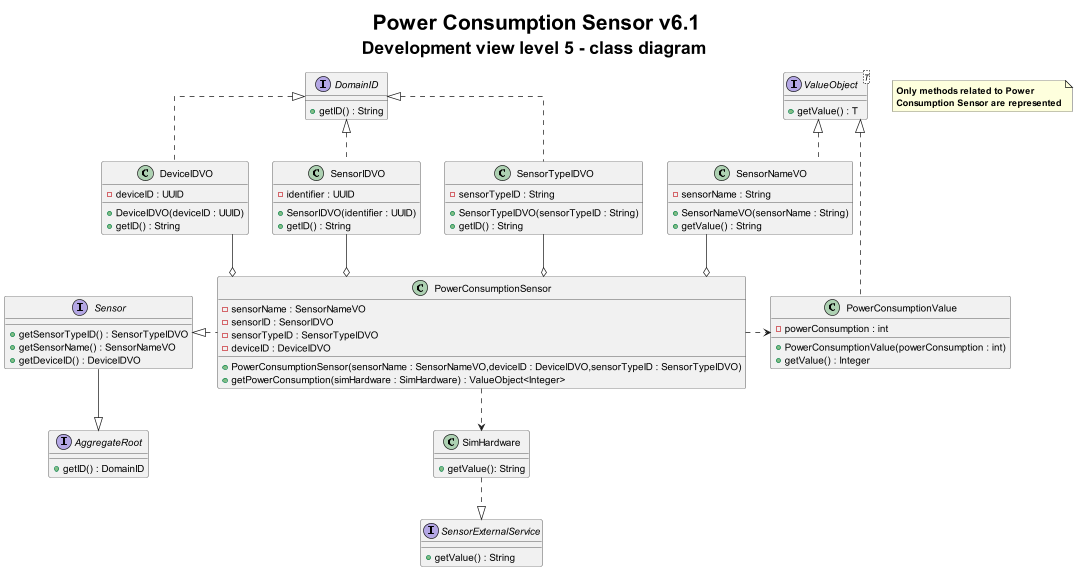 Power Consumption Sensor v6.1
Development view level 5 - class diagram
I DomainID
getID() : String
I ValueObject T
getValue() : T
Only methods related to Power
Consumption Sensor are represented
C DeviceIDVO
deviceID : UUID
DeviceIDVO(deviceID : UUID)
getID() : String
C SensorIDVO
identifier : UUID
SensorIDVO(identifier : UUID)
getID() : String
C SensorTypeIDVO
sensorTypeID : String
SensorTypeIDVO(sensorTypeID : String)
getID() : String
C SensorNameVO
sensorName : String
SensorNameVO(sensorName : String)
getValue() : String
I Sensor
getSensorTypeID() : SensorTypeIDVO
getSensorName() : SensorNameVO
getDeviceID() : DeviceIDVO
C PowerConsumptionSensor
sensorName : SensorNameVO
sensorID : SensorIDVO
sensorTypeID : SensorTypeIDVO
deviceID : DeviceIDVO
PowerConsumptionSensor(sensorName : SensorNameVO,deviceID : DeviceIDVO,sensorTypeID : SensorTypeIDVO)
getPowerConsumption(simHardware : SimHardware) : ValueObject<Integer>
C PowerConsumptionValue
powerConsumption : int
PowerConsumptionValue(powerConsumption : int)
getValue() : Integer
I AggregateRoot
getID() : DomainID
C SimHardware
getValue(): String
I SensorExternalService
getValue() : String